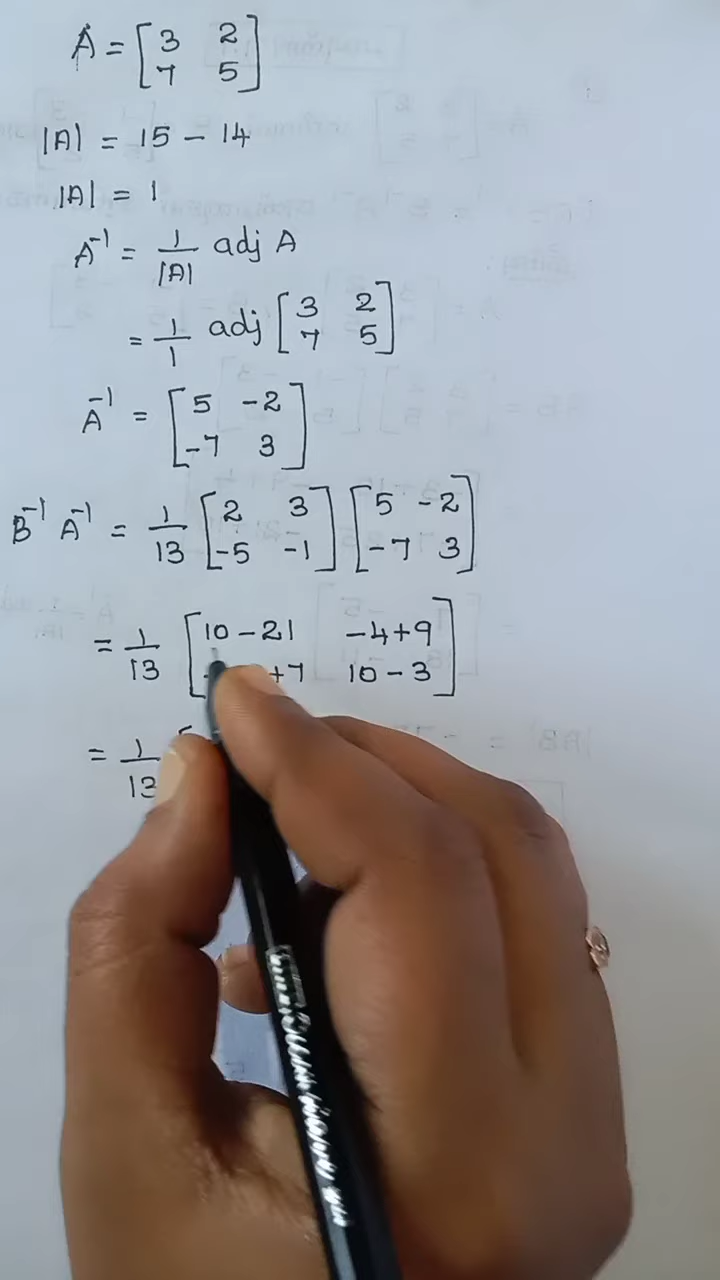 A = [3 2
7 5]
|A| = 15 - 14
|A| = 1
A⁻¹ = 1/|A| adj A
= 1/1 adj [3 2
7 5]
A⁻¹ = [5 -2
-7 3]
B⁻¹ A⁻¹ = 1/13 [2 3
-5 -1] [5 -2
-7 3]
= 1/13 [10 - 21 -4+9
+7 10 - 3]
= 1/13 [